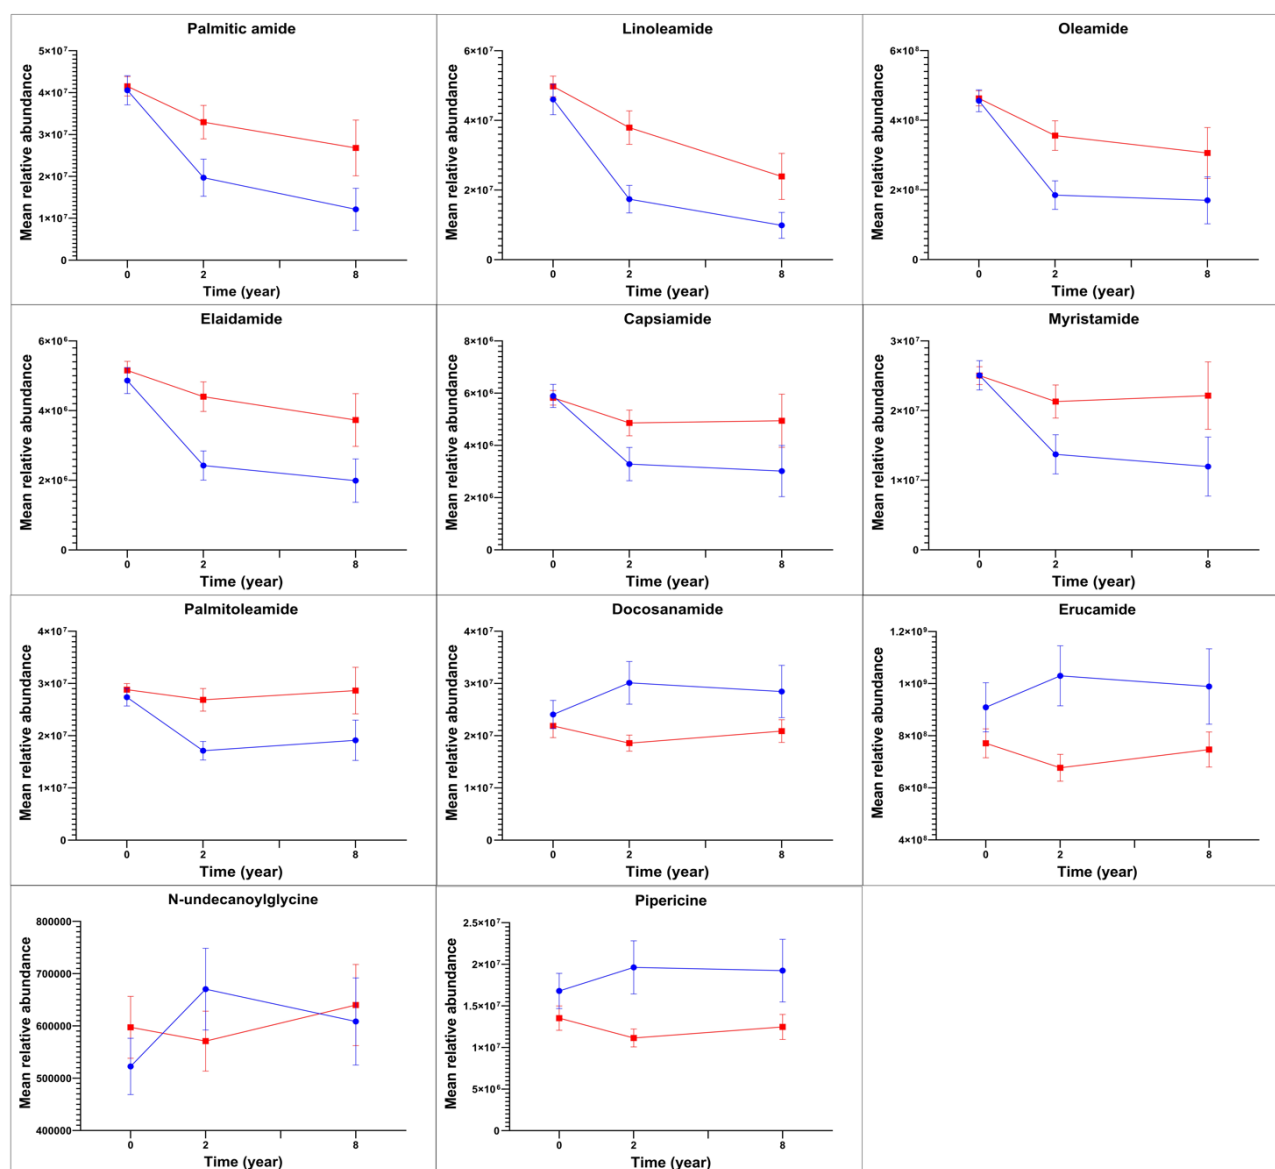 Palmitic amide
Mean relative abundance
5×10⁷
4×10⁷
3×10⁷
2×10⁷
1×10⁷
0
0 2 8
Time (year)
Linoleamide
Mean relative abundance
6×10⁷
4×10⁷
2×10⁷
0
0 2 8
Time (year)
Oleamide
Mean relative abundance
6×10⁸
4×10⁸
2×10⁸
0
0 2 8
Time (year)
Elaidamide
Mean relative abundance
6×10⁶
4×10⁶
2×10⁶
0
0 2 8
Time (year)
Capsiamide
Mean relative abundance
8×10⁶
6×10⁶
4×10⁶
2×10⁶
0
0 2 8
Time (year)
Myristamide
Mean relative abundance
3×10⁷
2×10⁷
1×10⁷
0
0 2 8
Time (year)
Palmitoleamide
Mean relative abundance
4×10⁷
3×10⁷
2×10⁷
1×10⁷
0
0 2 8
Time (year)
Docosanamide
Mean relative abundance
4×10⁷
3×10⁷
2×10⁷
1×10⁷
0
0 2 8
Time (year)
Erucamide
Mean relative abundance
1.2×10⁹
1×10⁹
8×10⁸
6×10⁸
4×10⁸
0 2 8
Time (year)
N-undecanoylglycine
Mean relative abundance
800000
700000
600000
500000
400000
0 2 8
Time (year)
Pipericine
Mean relative abundance
2.5×10⁷
2×10⁷
1.5×10⁷
1×10⁷
5×10⁶
0
0 2 8
Time (year)